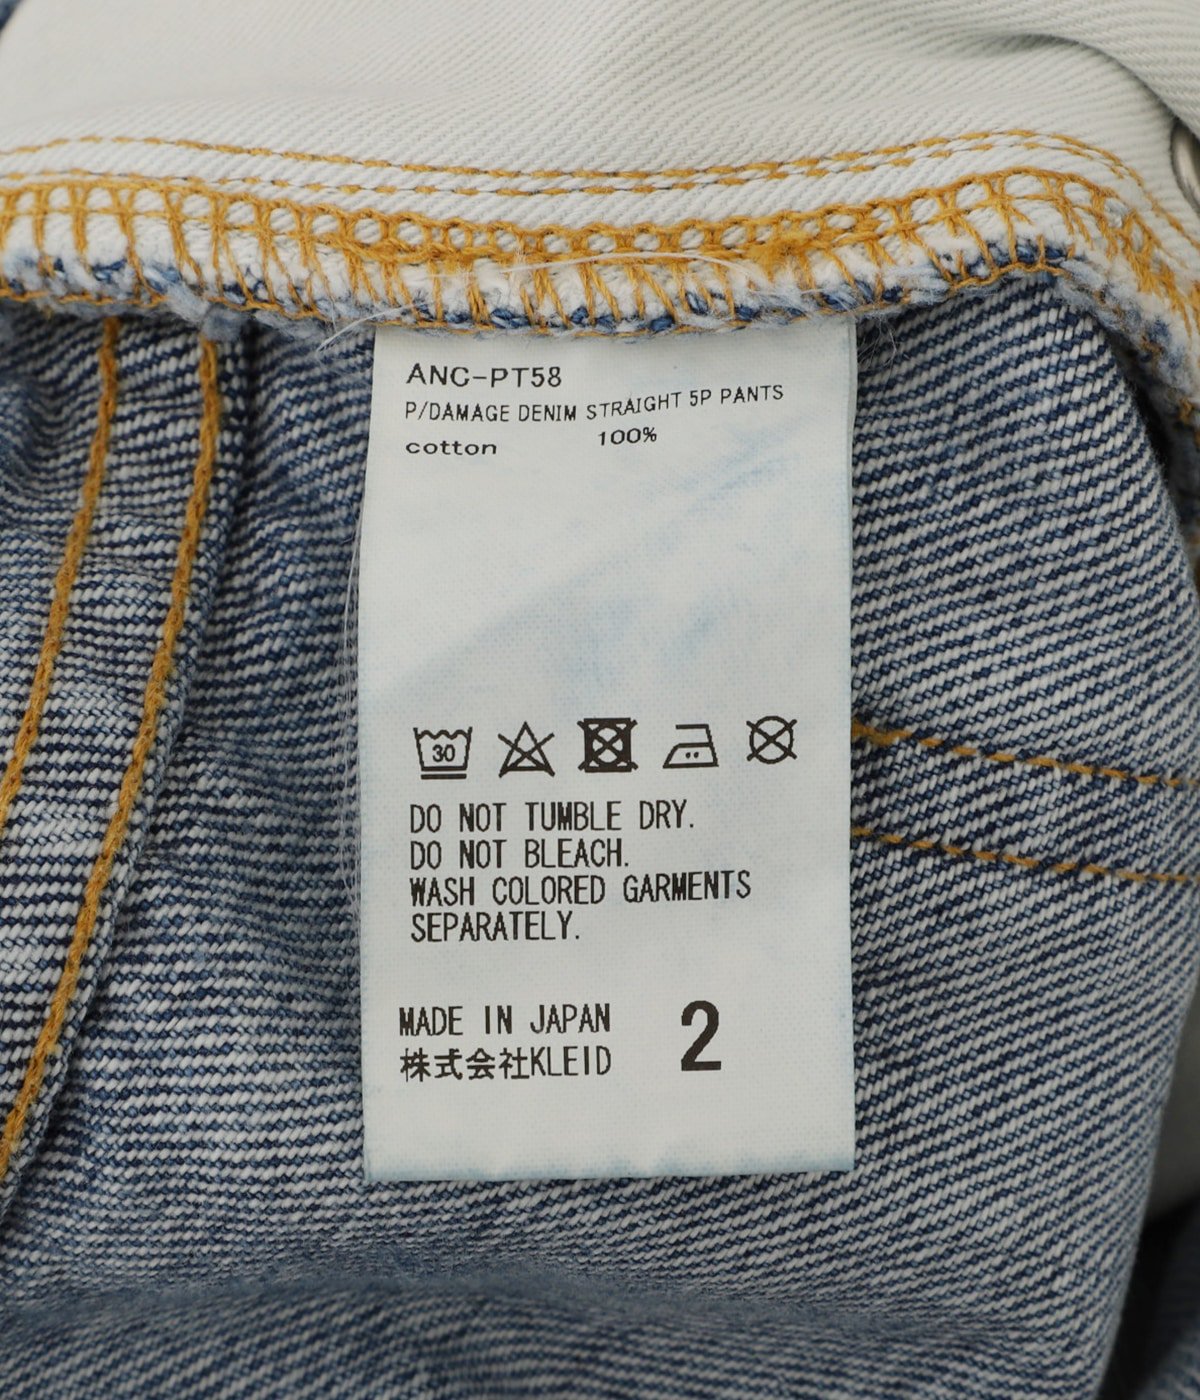 ANC-PT58
P/DAMAGE DENIM STRAIGHT 5P PANTS
cotton 100%
30
DO NOT TUMBLE DRY.
DO NOT BLEACH.
WASH COLORED GARMENTS
SEPARATELY.
MADE IN JAPAN
株式会社KLEID
2